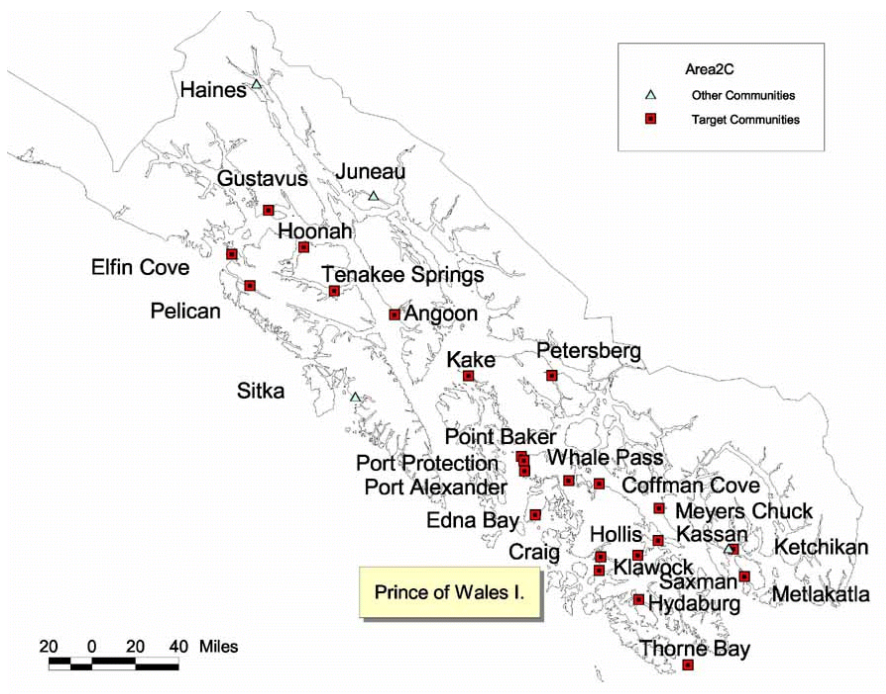 Area2C
Other Communities
Target Communities
Haines
Gustavus
Juneau
Hoonah
Elfin Cove
Tenakee Springs
Pelican
Angoon
Kake
Petersberg
Sitka
Point Baker
Port Protection
Whale Pass
Port Alexander
Coffman Cove
Edna Bay
Meyers Chuck
Craig
Hollis
Kassan
Ketchikan
Klawock
Saxman
Metlakatla
Prince of Wales I.
Hydaburg
Thorne Bay
20 0 20 40 Miles